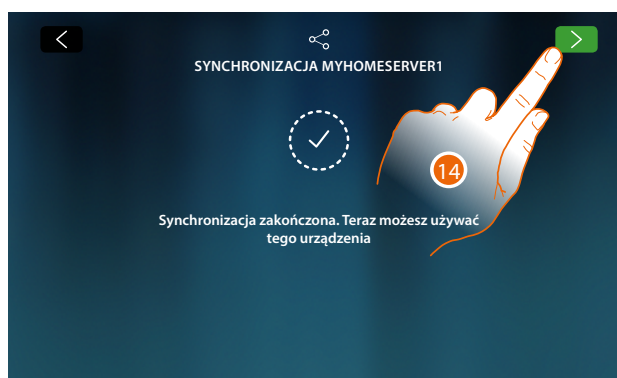 SYNCHRONIZACJA MYHOMESERVER1
14
Synchronizacja zakończona. Teraz możesz używać
tego urządzenia